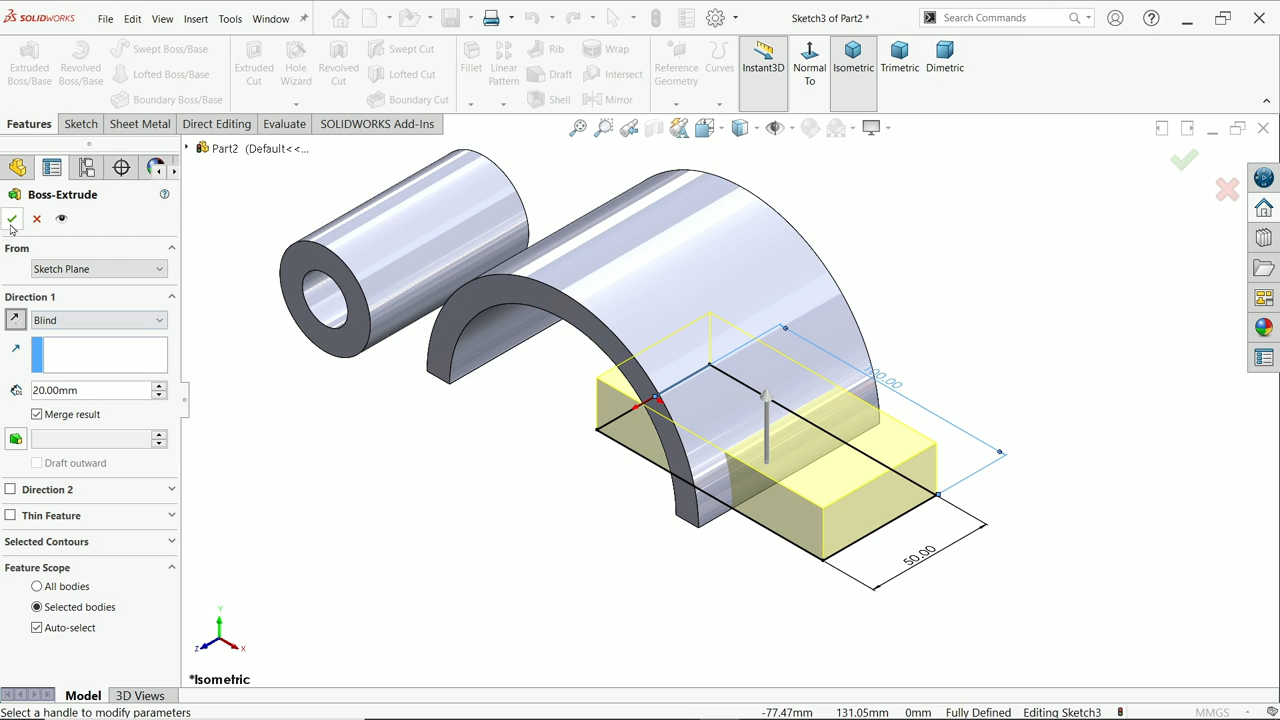 SOLIDWORKS File Edit View Insert Tools Window Sketch3 of Part2 * Search Commands
Extruded Boss/Base
Revolved Boss/Base
Swept Boss/Base
Lofted Boss/Base
Boundary Boss/Base
Extruded Cut
Hole Wizard
Revolved Cut
Swept Cut
Lofted Cut
Boundary Cut
Fillet
Linear Pattern
Rib
Draft
Shell
Wrap
Intersect
Mirror
Reference Geometry
Curves
Instant3D
Normal To
Isometric
Trimetric
Dimetric
Features Sketch Sheet Metal Direct Editing Evaluate SOLIDWORKS Add-Ins
Part2 (Default<<...
Boss-Extrude
From
Sketch Plane
Direction 1
Blind
20.00mm
Merge result
Draft outward
Direction 2
Thin Feature
Selected Contours
Feature Scope
All bodies
Selected bodies
Auto-select
100.00
50.00
Y
Z
X
*Isometric
Model 3D Views
Select a handle to modify parameters -77.47mm 131.05mm 0mm Fully Defined Editing Sketch3 MMGS